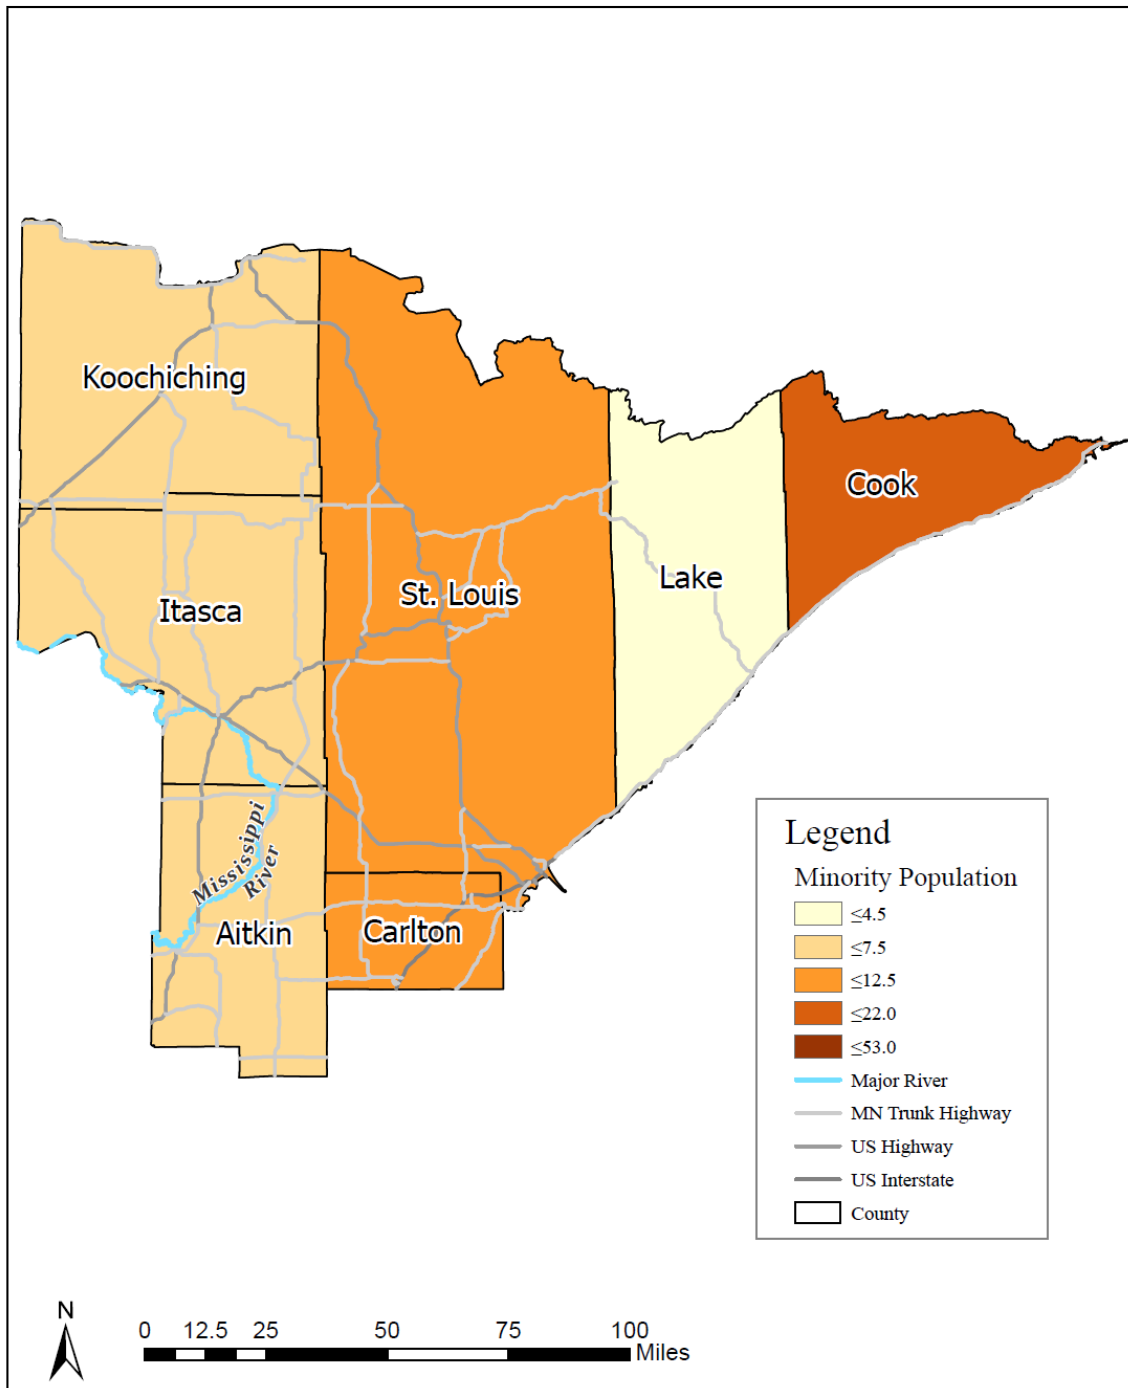 Koochiching
Cook
Lake
St. Louis
Itasca
Mississippi
River
Aitkin
Carlton
Legend
Minority Population
≤4.5
≤7.5
≤12.5
≤22.0
≤53.0
Major River
MN Trunk Highway
US Highway
US Interstate
County
N
0 12.5 25 50 75 100
Miles